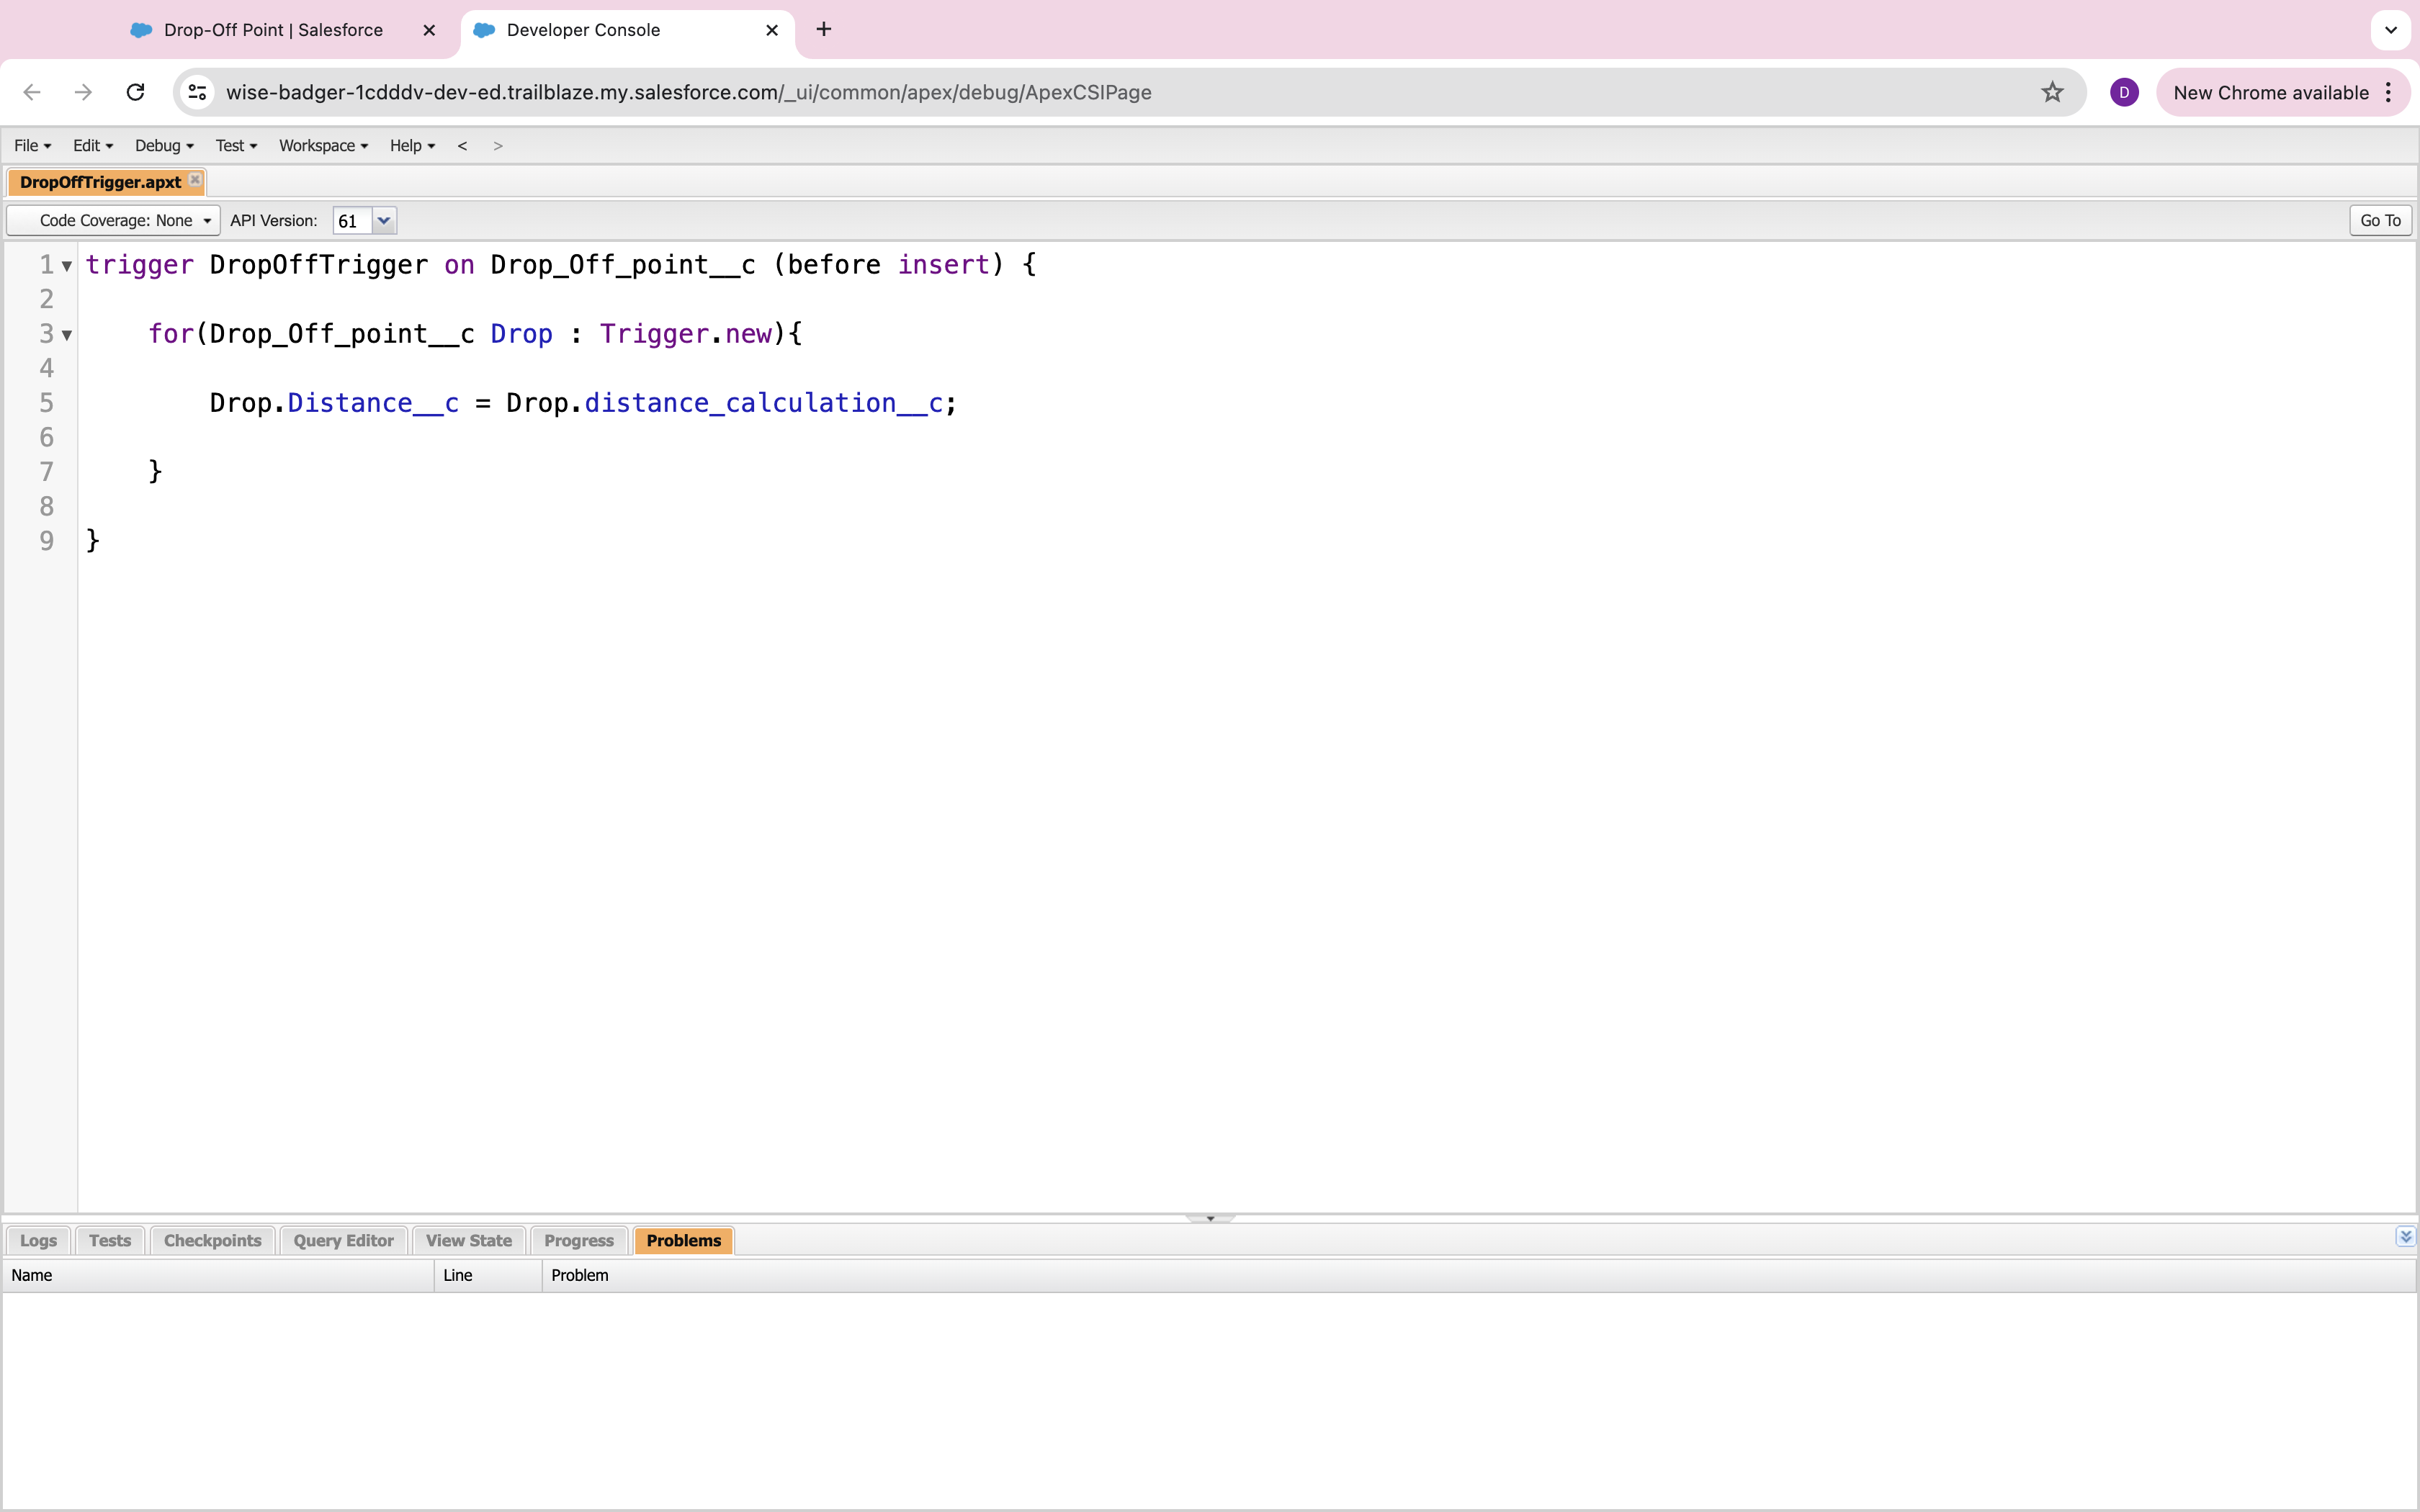 Drop-Off Point | Salesforce
Developer Console
wise-badger-1cdddv-dev-ed.trailblaze.my.salesforce.com/_ui/common/apex/debug/ApexCSIPage
D
New Chrome available
File Edit Debug Test Workspace Help < >
DropOffTrigger.apxt
Code Coverage: None API Version: 61 Go To
1 trigger DropOffTrigger on Drop_Off_point__c (before insert) {
2
3 for(Drop_Off_point__c Drop : Trigger.new){
4
5 Drop.Distance__c = Drop.distance_calculation__c;
6
7 }
8
9 }
Logs Tests Checkpoints Query Editor View State Progress Problems
Name Line Problem